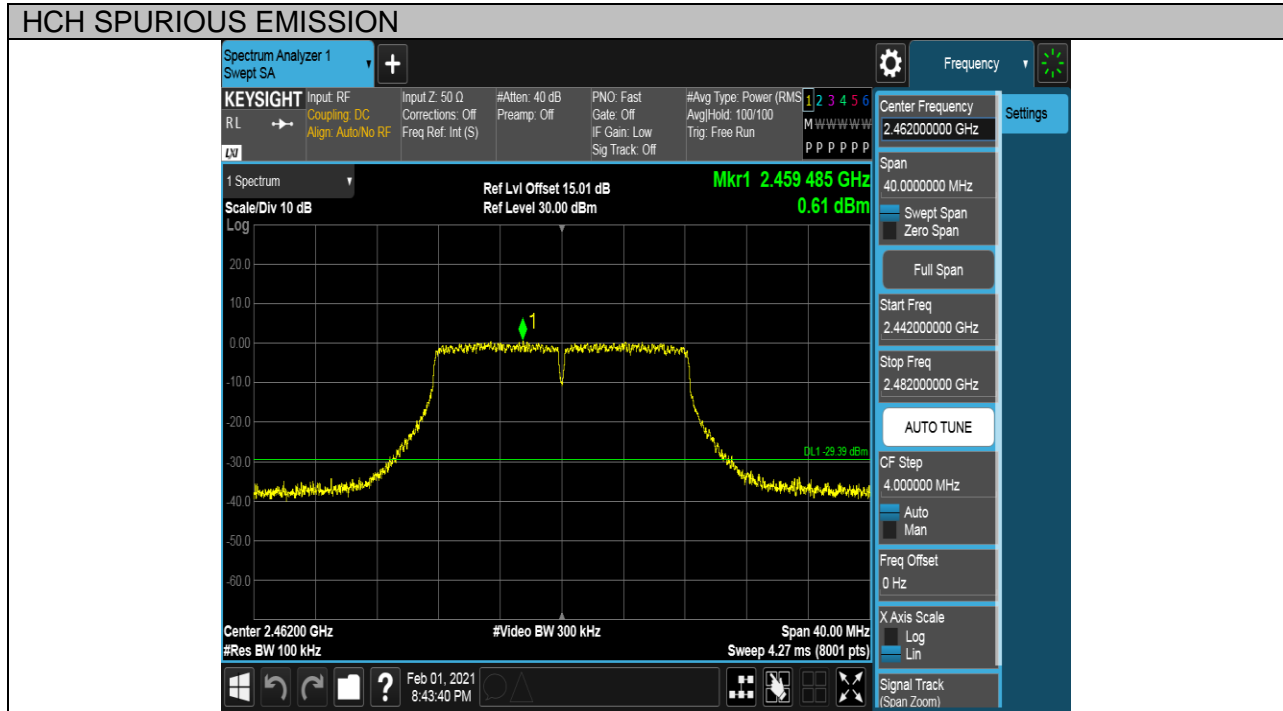 HCH SPURIOUS EMISSION
Spectrum Analyzer 1
Swept SA
+
Frequency
KEYSIGHT
RL
LXI
Input: RF
Coupling: DC
Align: Auto/No RF
Input Z: 50 Ω
Corrections: Off
Freq Ref: Int (S)
#Atten: 40 dB
Preamp: Off
PNO: Fast
Gate: Off
IF Gain: Low
Sig Track: Off
#Avg Type: Power (RMS
Avg|Hold: 100/100
Trig: Free Run
1 2 3 4 5 6
M W W W W W
P P P P P P
1 Spectrum
Scale/Div 10 dB
Log
Ref Lvl Offset 15.01 dB
Ref Level 30.00 dBm
Mkr1 2.459 485 GHz
0.61 dBm
20.0
10.0
0.00
-10.0
-20.0
-30.0
-40.0
-50.0
-60.0
1
DL1 -29.39 dBm
Center 2.46200 GHz
#Res BW 100 kHz
#Video BW 300 kHz
Span 40.00 MHz
Sweep 4.27 ms (8001 pts)
?
Feb 01, 2021
8:43:40 PM
Center Frequency
2.462000000 GHz
Settings
Span
40.0000000 MHz
Swept Span
Zero Span
Full Span
Start Freq
2.442000000 GHz
Stop Freq
2.482000000 GHz
AUTO TUNE
CF Step
4.000000 MHz
Auto
Man
Freq Offset
0 Hz
X Axis Scale
Log
Lin
Signal Track
(Span Zoom)